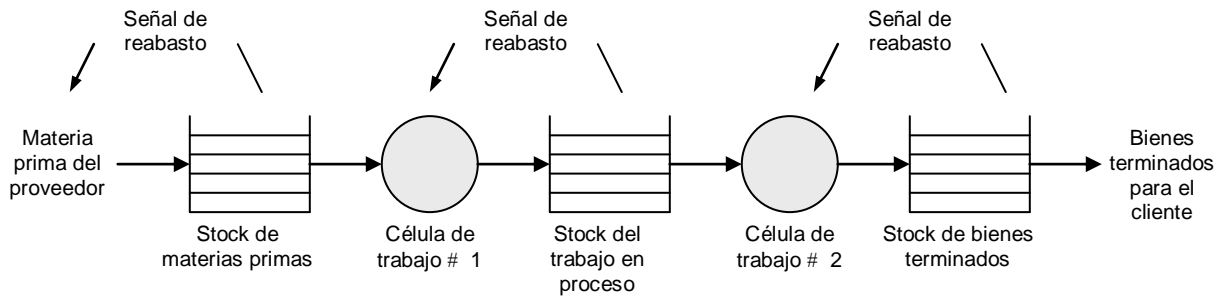 Señal de
reabasto
Señal de
reabasto
Señal de
reabasto
Materia
prima del
proveedor
Bienes
terminados
para el
cliente
Stock de
materias primas
Célula de
trabajo # 1
Stock del
trabajo en
proceso
Célula de
trabajo # 2
Stock de bienes
terminados